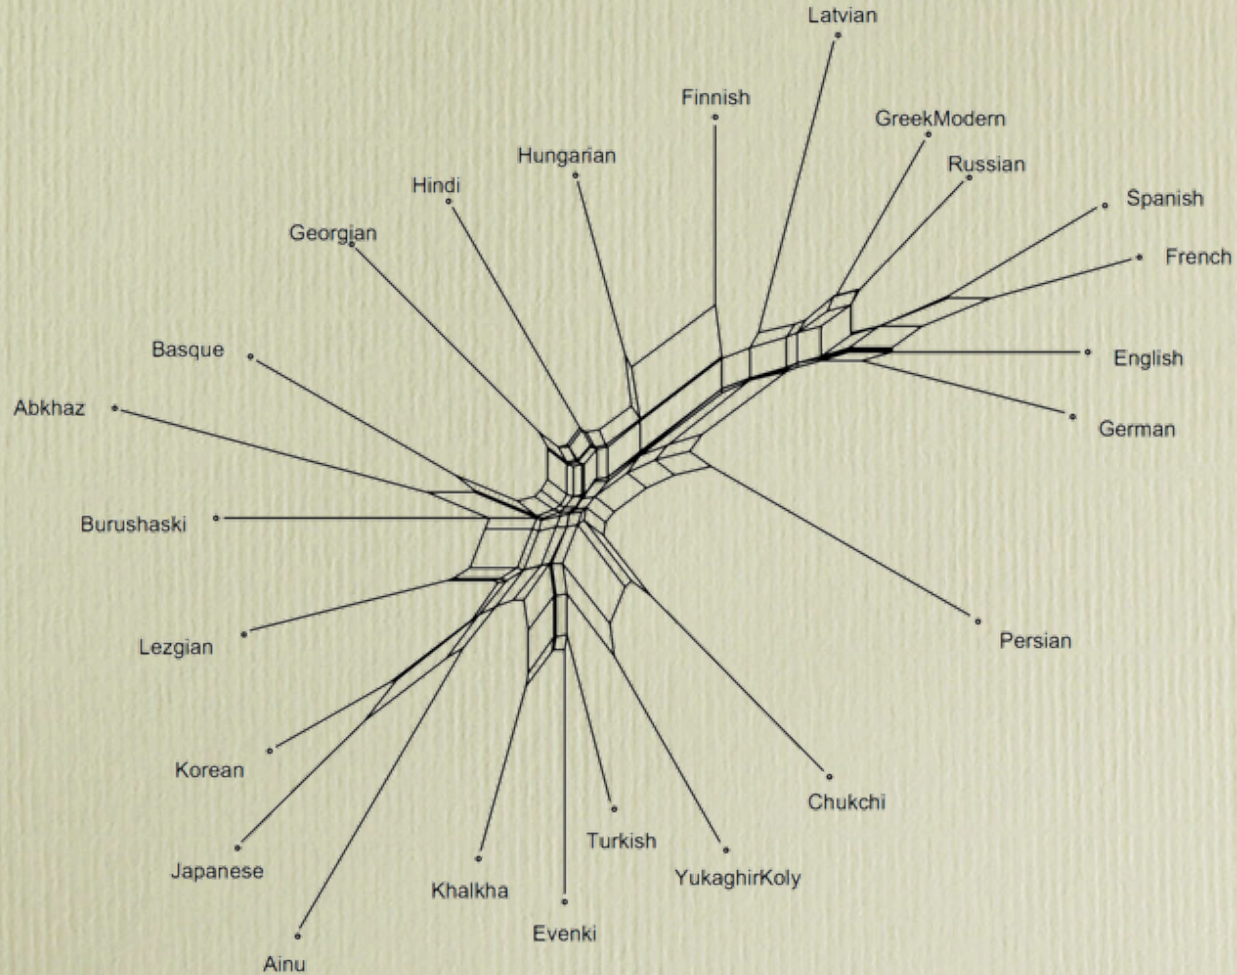 Latvian
Finnish
GreekModern
Hungarian
Russian
Hindi
Spanish
Georgian
French
Basque
English
Abkhaz
German
Burushaski
Persian
Lezgian
Korean
Chukchi
Turkish
Japanese
YukaghirKoly
Khalkha
Evenki
Ainu